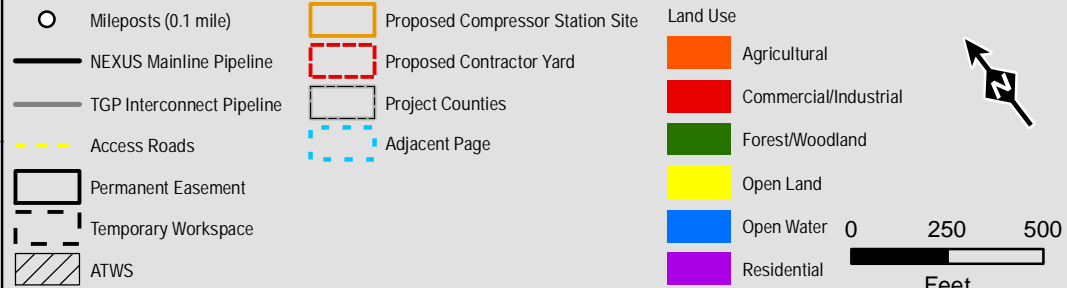 Mileposts (0.1 mile)
NEXUS Mainline Pipeline
TGP Interconnect Pipeline
Access Roads
Permanent Easement
Temporary Workspace
ATWS
Proposed Compressor Station Site
Proposed Contractor Yard
Project Counties
Adjacent Page
Land Use
Agricultural
Commercial/Industrial
Forest/Woodland
Open Land
Open Water
Residential
N
0 250 500
Feet